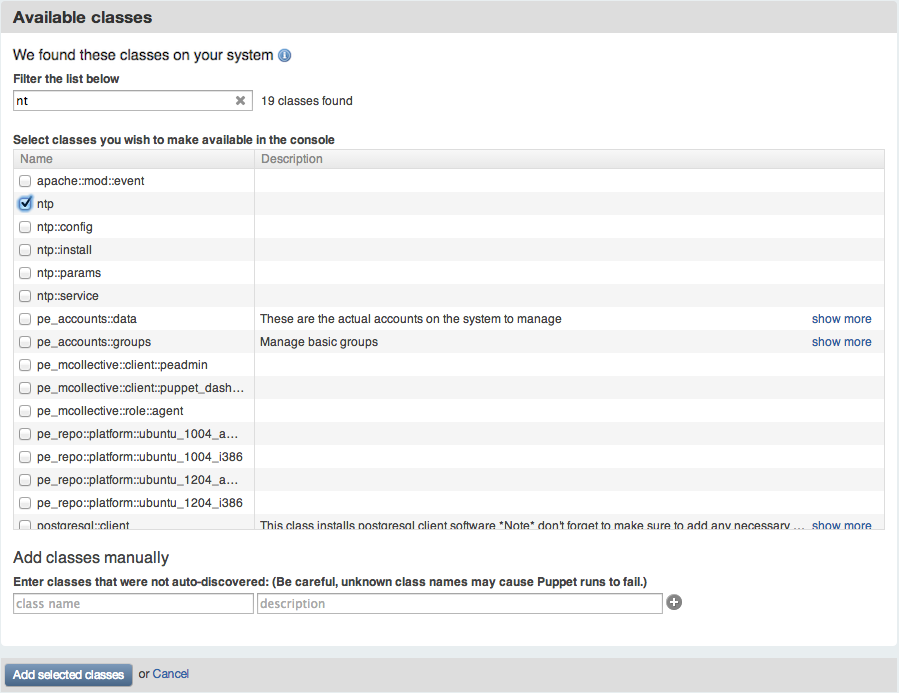 Available classes
We found these classes on your system
Filter the list below
nt 19 classes found
Select classes you wish to make available in the console
Name Description
apache::mod::event
ntp
ntp::config
ntp::install
ntp::params
ntp::service
pe_accounts::data These are the actual accounts on the system to manage show more
pe_accounts::groups Manage basic groups show more
pe_mcollective::client::peadmin
pe_mcollective::client::puppet_dash…
pe_mcollective::role::agent
pe_repo::platform::ubuntu_1004_a…
pe_repo::platform::ubuntu_1004_i386
pe_repo::platform::ubuntu_1204_a…
pe_repo::platform::ubuntu_1204_i386
postgresql::client This class installs postgresql client software *Note* don't forget to make sure to add any necessary … show more
Add classes manually
Enter classes that were not auto-discovered: (Be careful, unknown class names may cause Puppet runs to fail.)
class name description
Add selected classes or Cancel